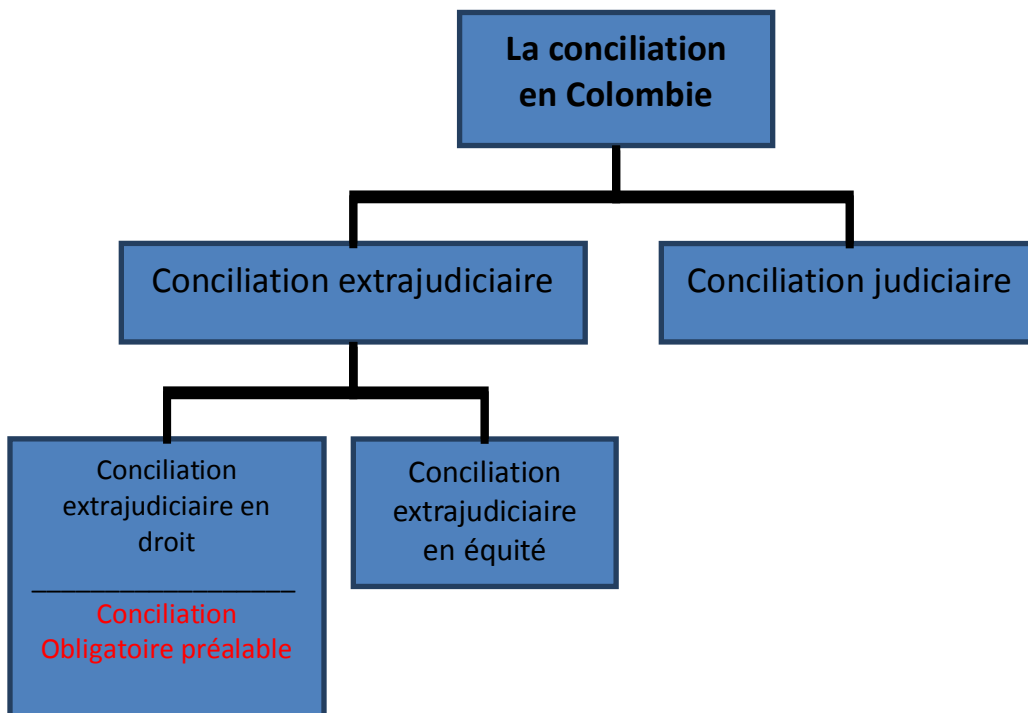 La conciliation
en Colombie
Conciliation extrajudiciaire
Conciliation judiciaire
Conciliation
extrajudiciaire en
droit
___________________
Conciliation
Obligatoire préalable
Conciliation
extrajudiciaire
en équité